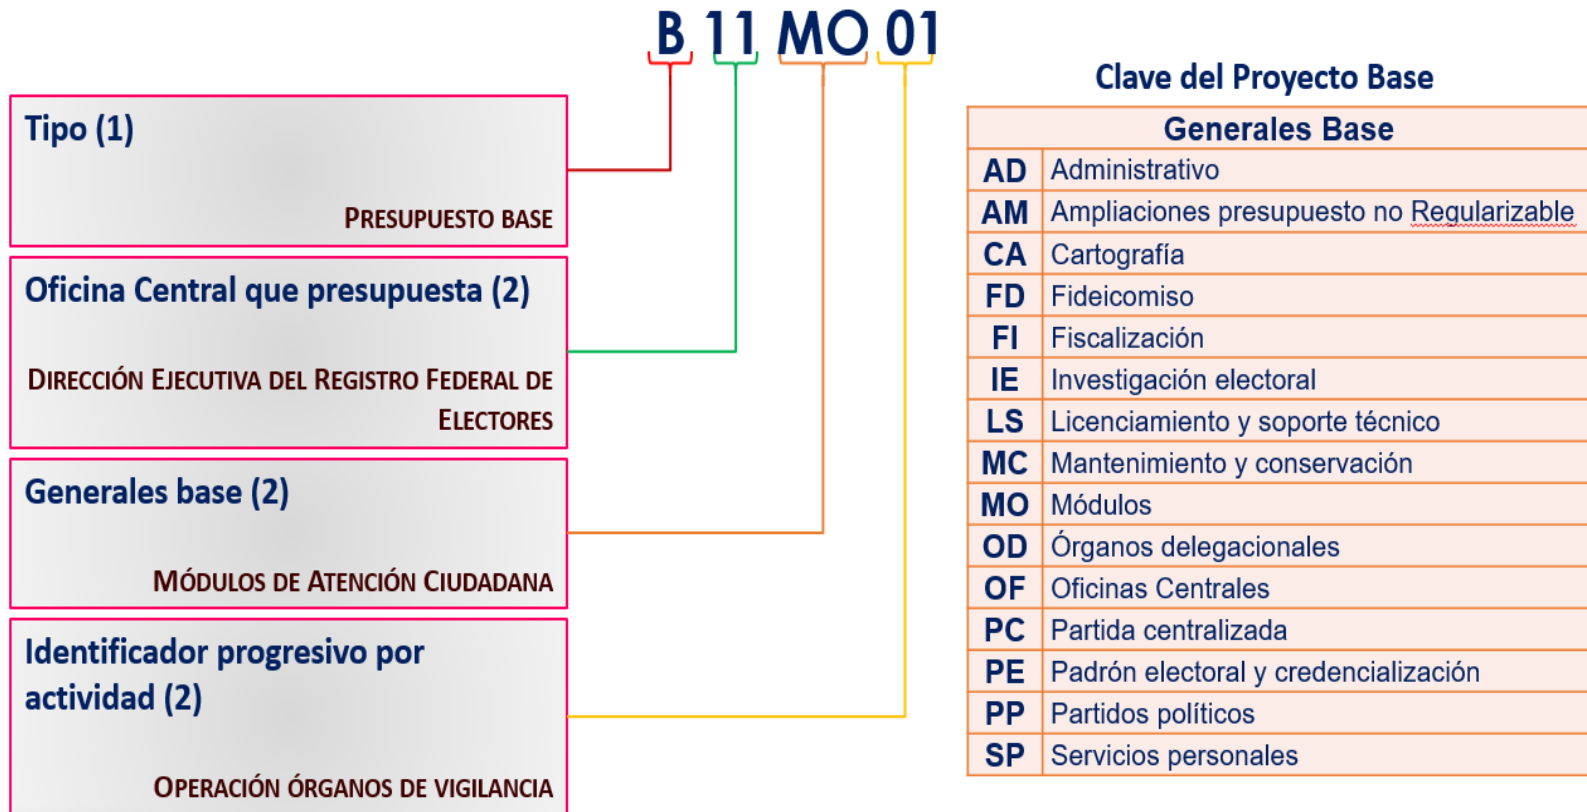 B 11 MO 01
Tipo (1)
PRESUPUESTO BASE
Oficina Central que presupuesta (2)
DIRECCIÓN EJECUTIVA DEL REGISTRO FEDERAL DE
ELECTORES
Generales base (2)
MÓDULOS DE ATENCIÓN CIUDADANA
Identificador progresivo por
actividad (2)
OPERACIÓN ÓRGANOS DE VIGILANCIA
Clave del Proyecto Base
Generales Base
AD Administrativo
AM Ampliaciones presupuesto no Regularizable
CA Cartografía
FD Fideicomiso
FI Fiscalización
IE Investigación electoral
LS Licenciamiento y soporte técnico
MC Mantenimiento y conservación
MO Módulos
OD Órganos delegacionales
OF Oficinas Centrales
PC Partida centralizada
PE Padrón electoral y credencialización
PP Partidos políticos
SP Servicios personales